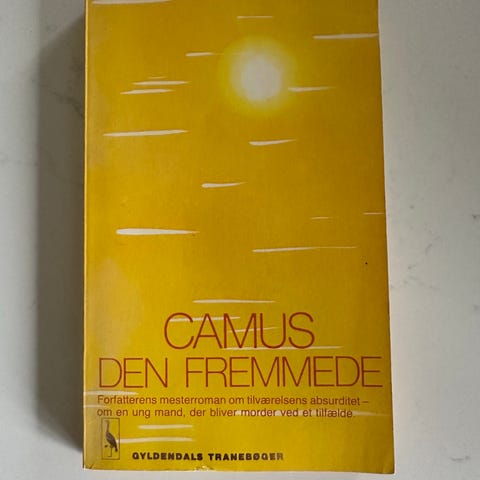 CAMUS
DEN FREMMEDE
Forfatterens mesterroman om tilværelsens absurditet –
om en ung mand, der bliver morder ved et tilfælde.
GYLDENDALS TRANEBØGER